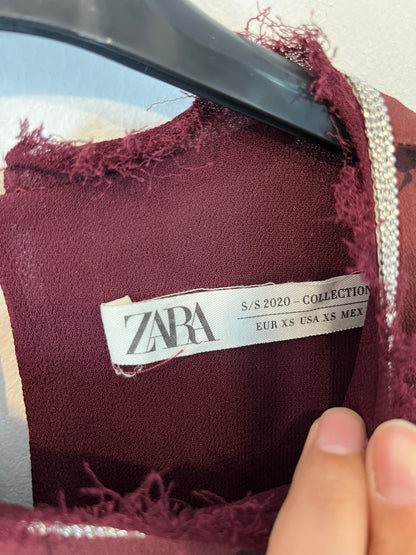 ZARA
S/S 2020 – COLLECTION
EUR XS USA XS MEX